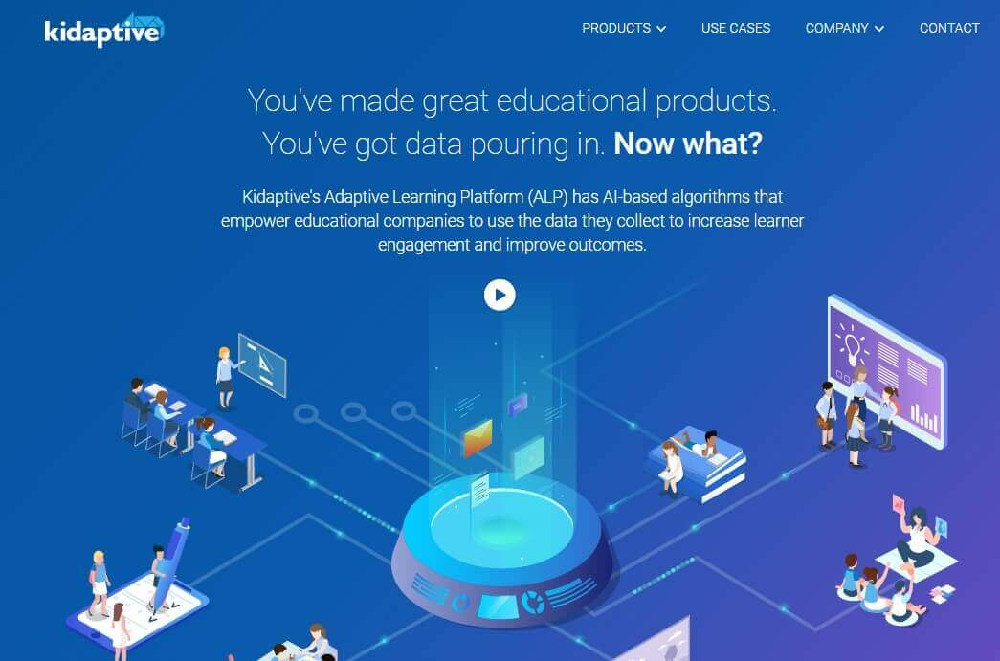 kidaptive
PRODUCTS
USE CASES
COMPANY
CONTACT
You've made great educational products.
You've got data pouring in. Now what?
Kidaptive's Adaptive Learning Platform (ALP) has AI-based algorithms that
empower educational companies to use the data they collect to increase learner
engagement and improve outcomes.